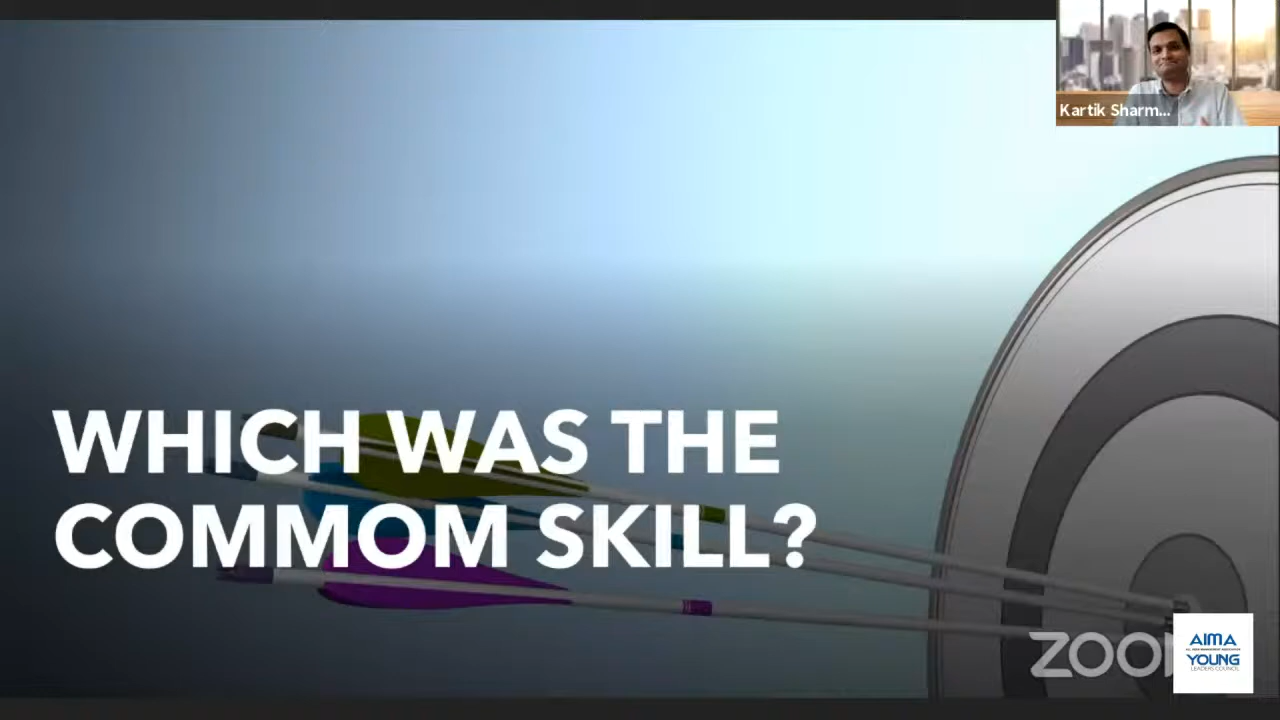 Kartik Sharm...
WHICH WAS THE
COMMOM SKILL?
ZOO
AIMA
YOUNG
LEADERS COUNCIL